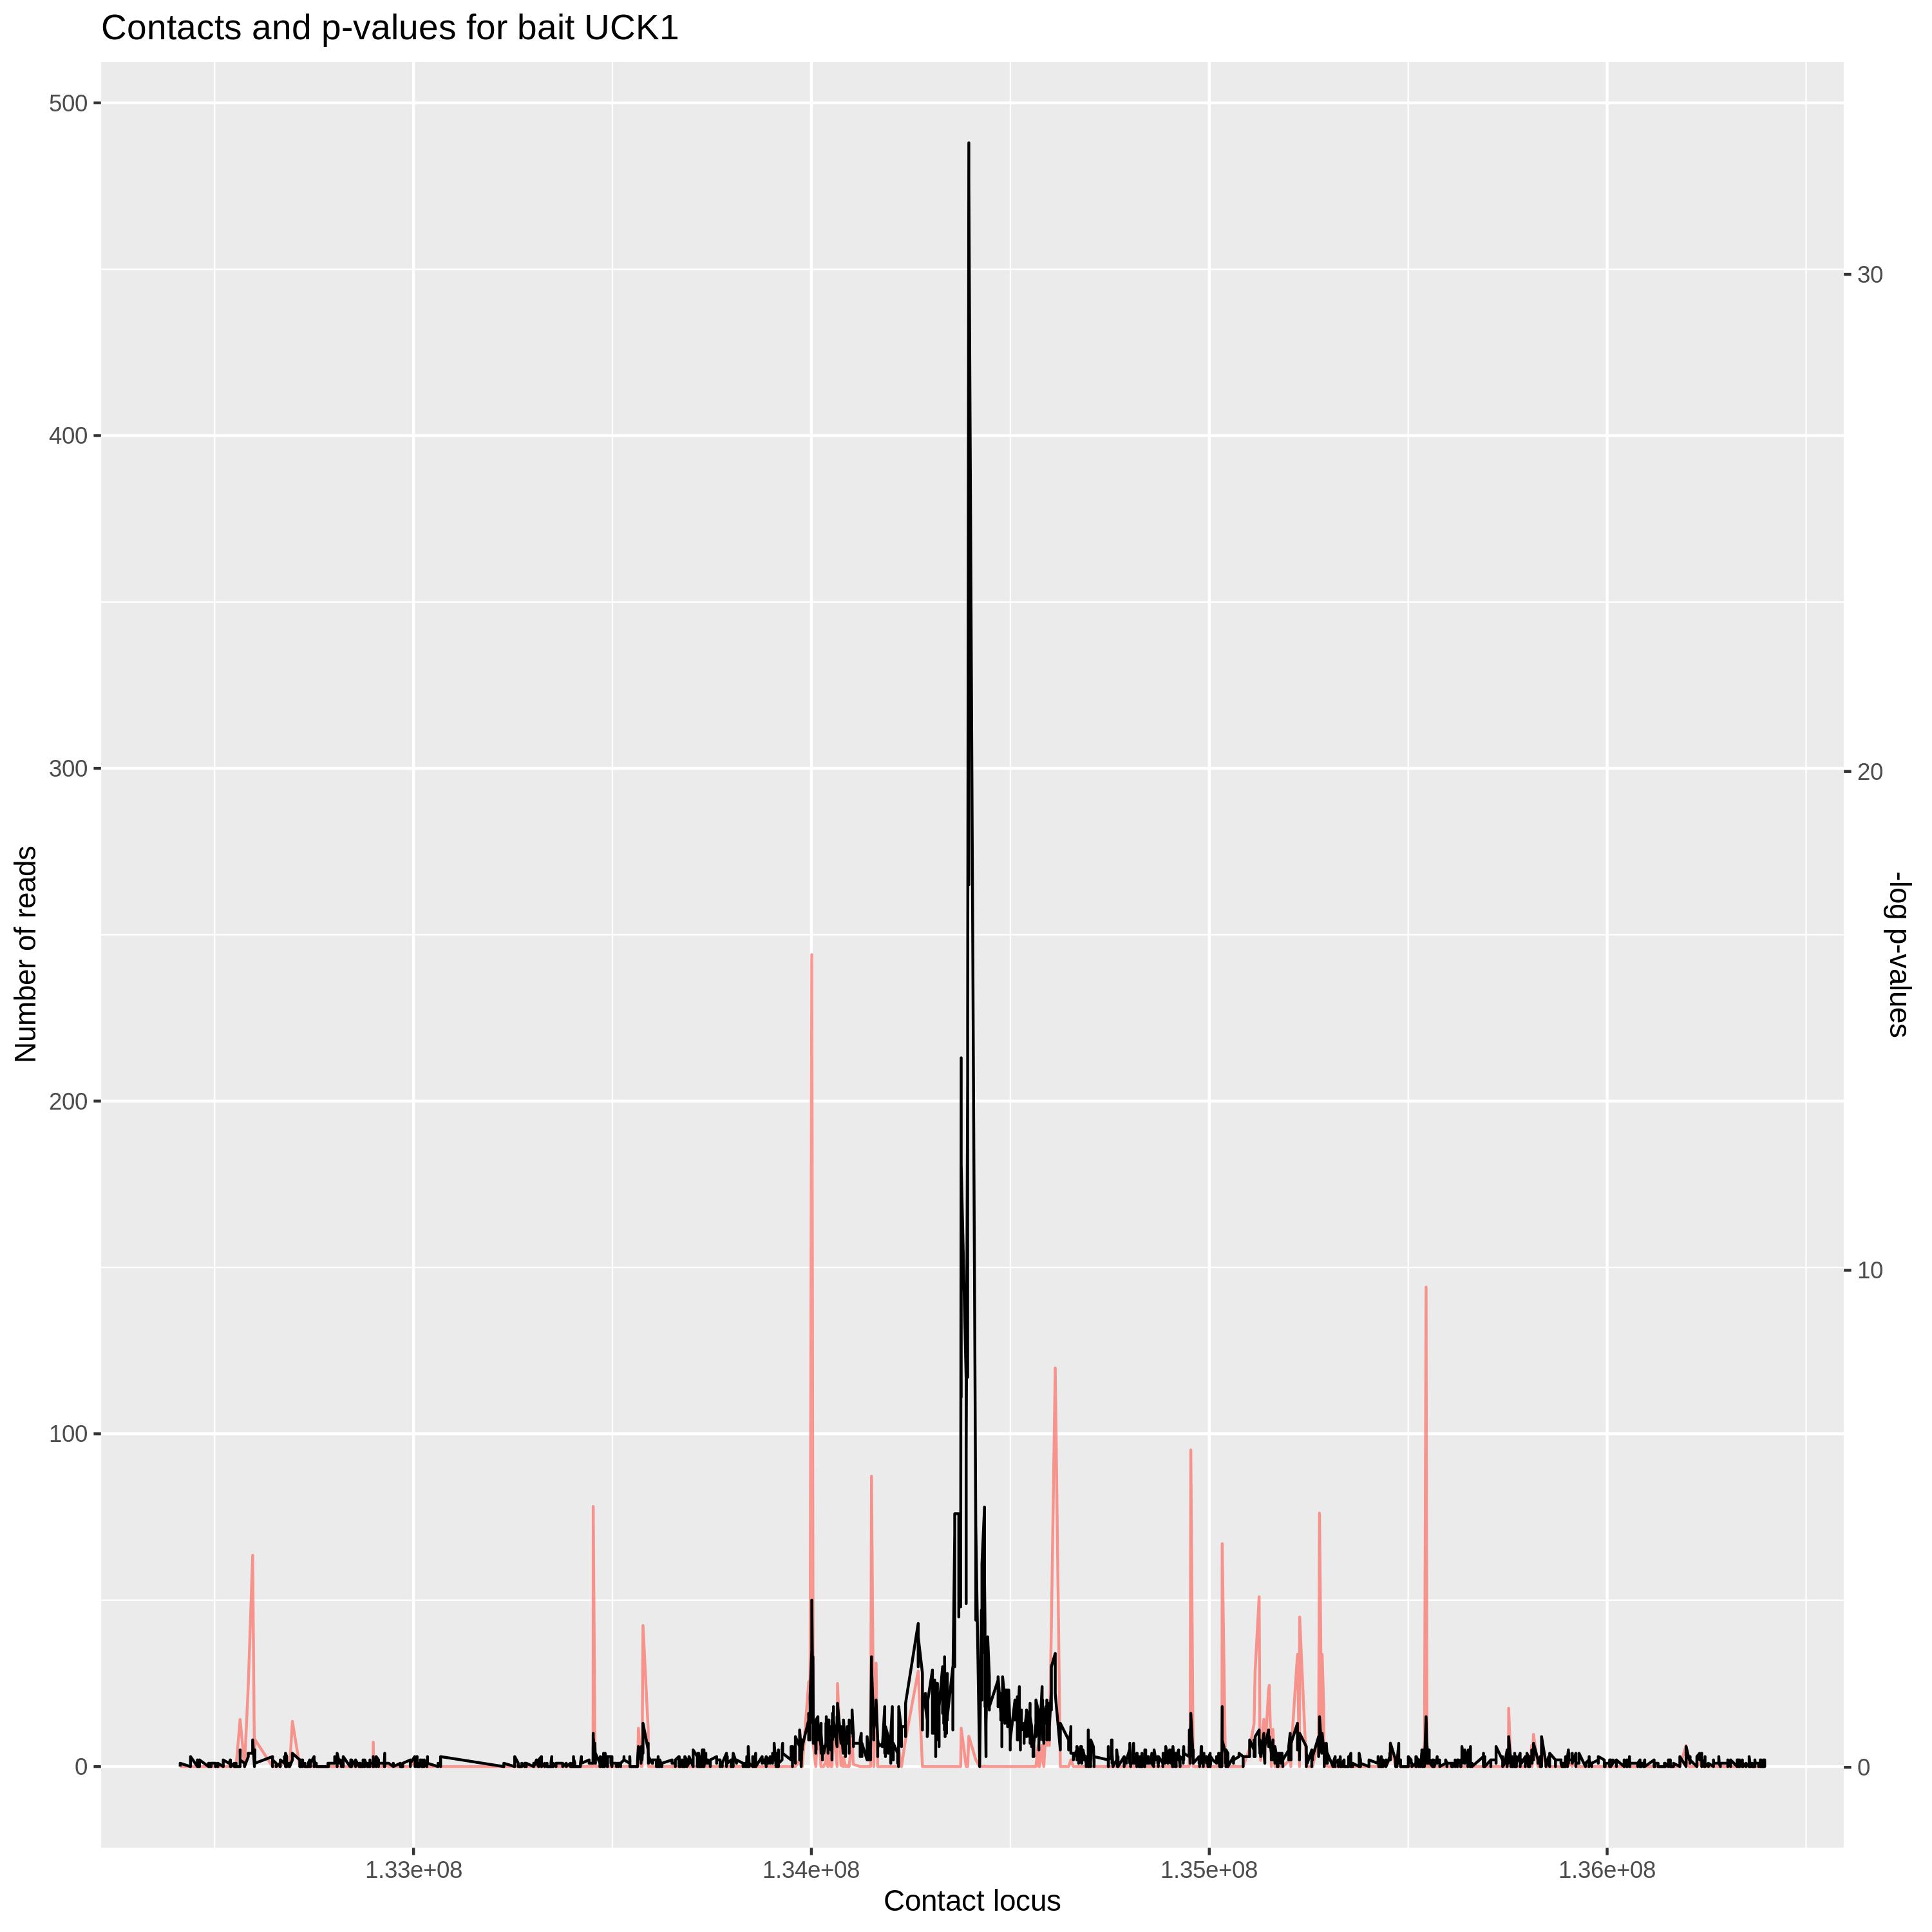 Contacts and p-values for bait UCK1
500
400
300
200
100
0
Number of reads
30
20
10
0
-log p-values
1.33e+08
1.34e+08
1.35e+08
1.36e+08
Contact locus